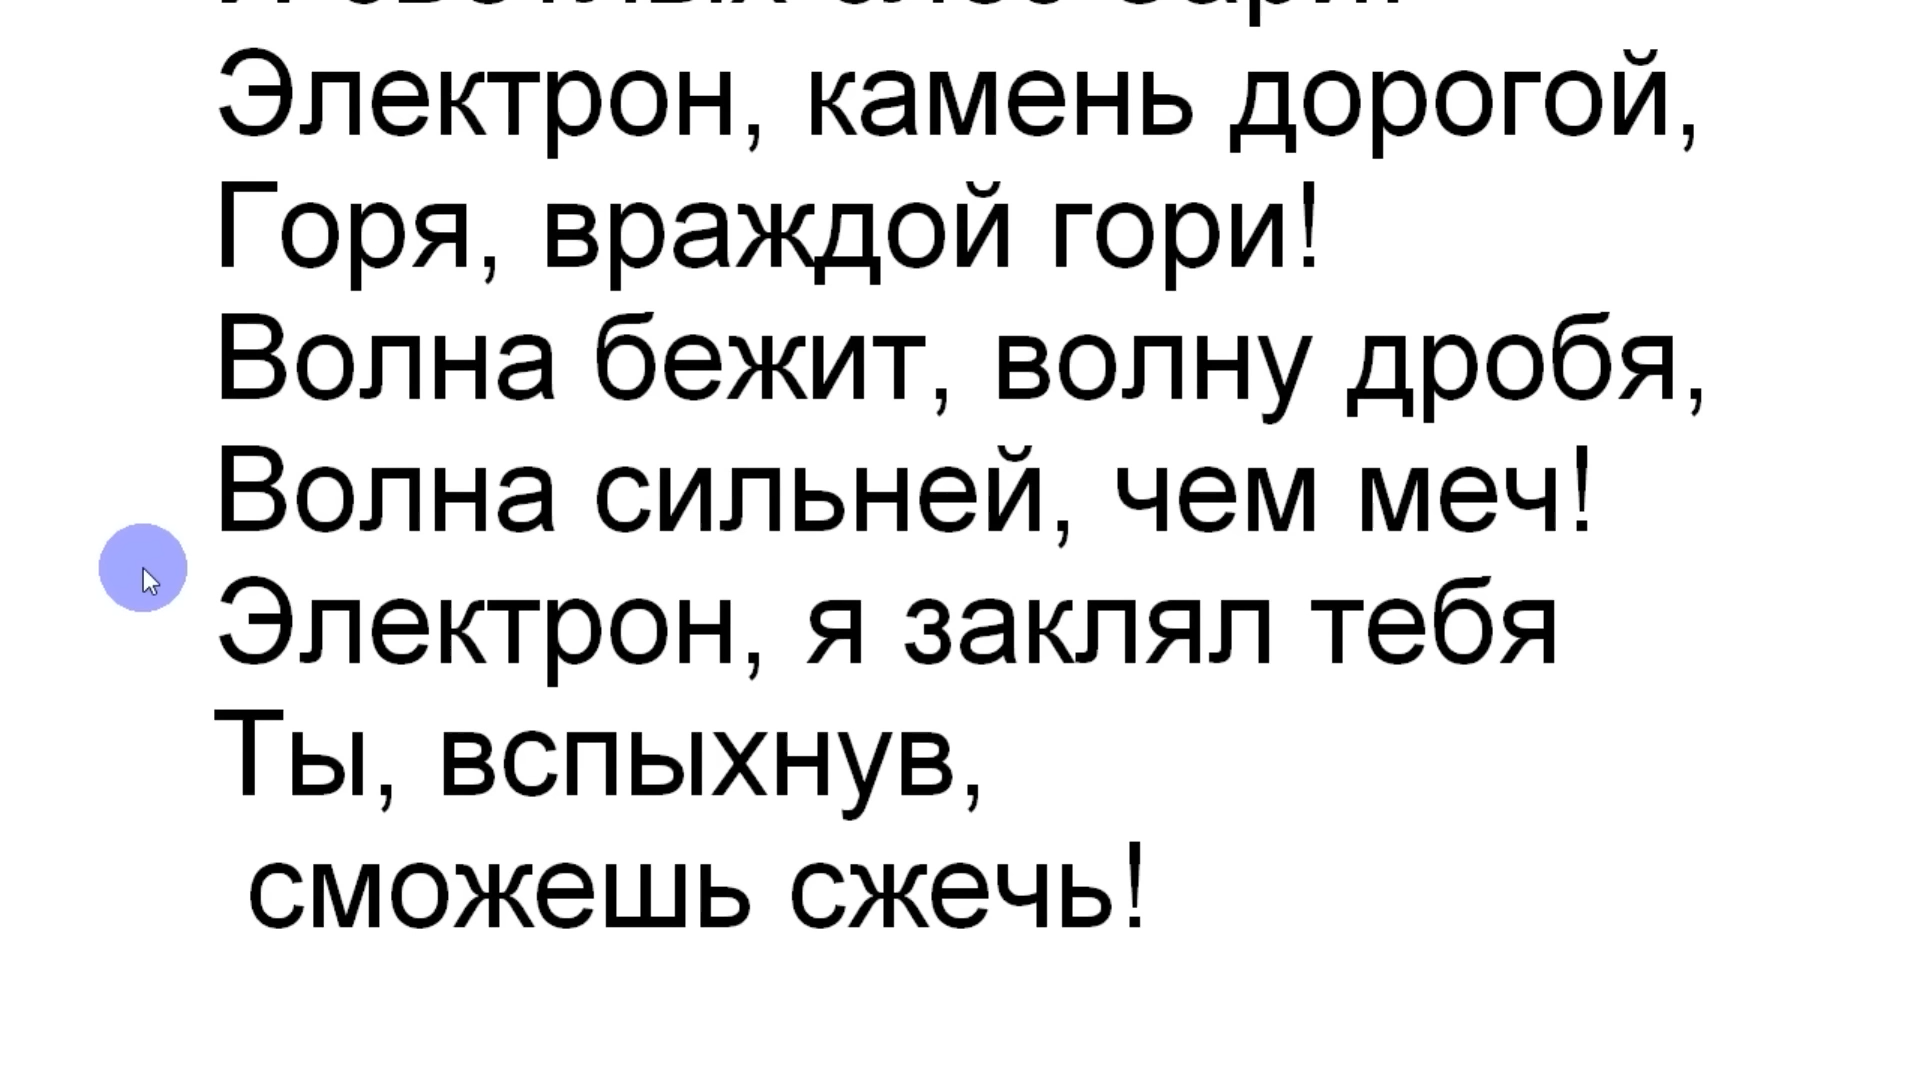 Электрон, камень дорогой,
Горя, враждой гори!
Волна бежит, волну дробя,
Волна сильней, чем меч!
Электрон, я заклял тебя
Ты, вспыхнув,
сможешь сжечь!